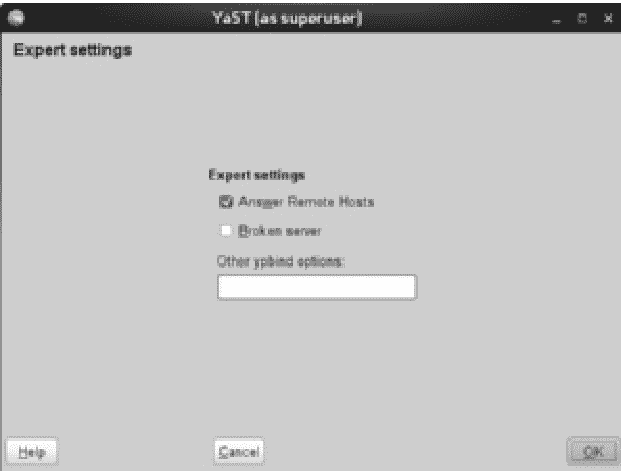 YaST (as superuser)
Expert settings
Expert settings
Answer Remote Hosts
Broken server
Other ypbind options:
Help
Cancel
OK